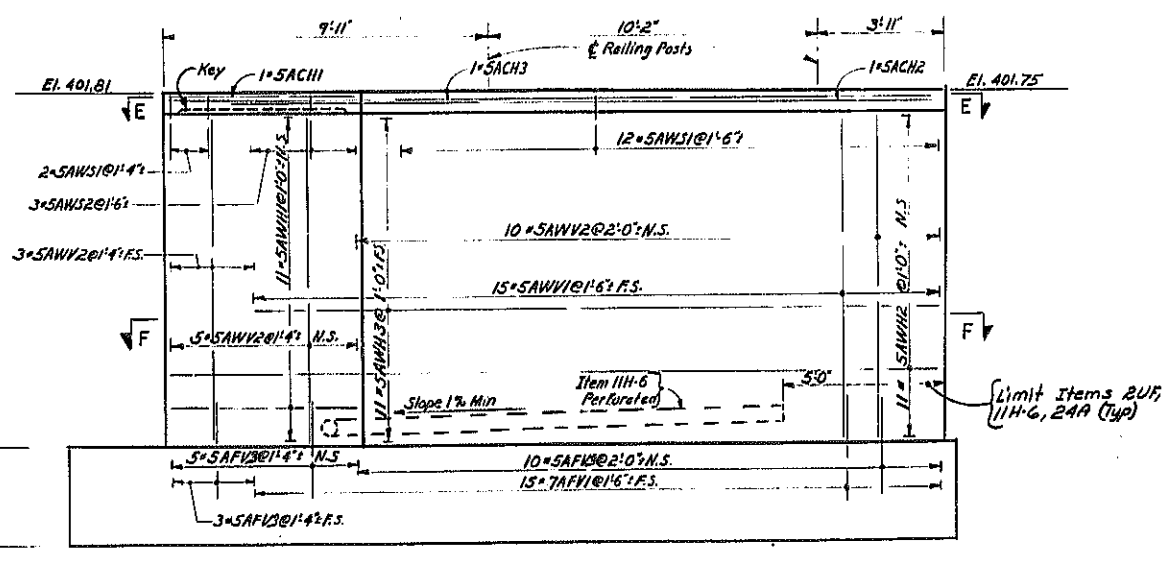 9'-11"
10'-2"
3'-11"
℄ Railing Posts
Key
1=5ACH1
1=5ACH3
1=5ACH2
El. 401.81
El. 401.75
E
E
12=5AWS1@1'-6"±
2=5AWS1@1'-4"±
3=5AWS2@1'6"±
3=5AWV2@1'-4"±F.S.
11=5AWH1@1'-0"±N.S.
11=5AWH3@1'-0"±F.S.
11=5AWH2@1'-0"± N.S
10=5AWV2@2'-0"±N.S.
15=5AWV1@1'6"±F.S.
F
F
5=5AWV2@1'-4"± N.S.
Item 11H-6
Perforated
Slope 1% Min
5'-0"
Limit Items 2UF,
11H-6, 24A (Typ)
5=5AFV3@1'-4"± N.S
10=5AFV3@2'-0"±N.S.
15=7AFV1@1'6"±F.S.
3=5AFV3@1'-4"±F.S.